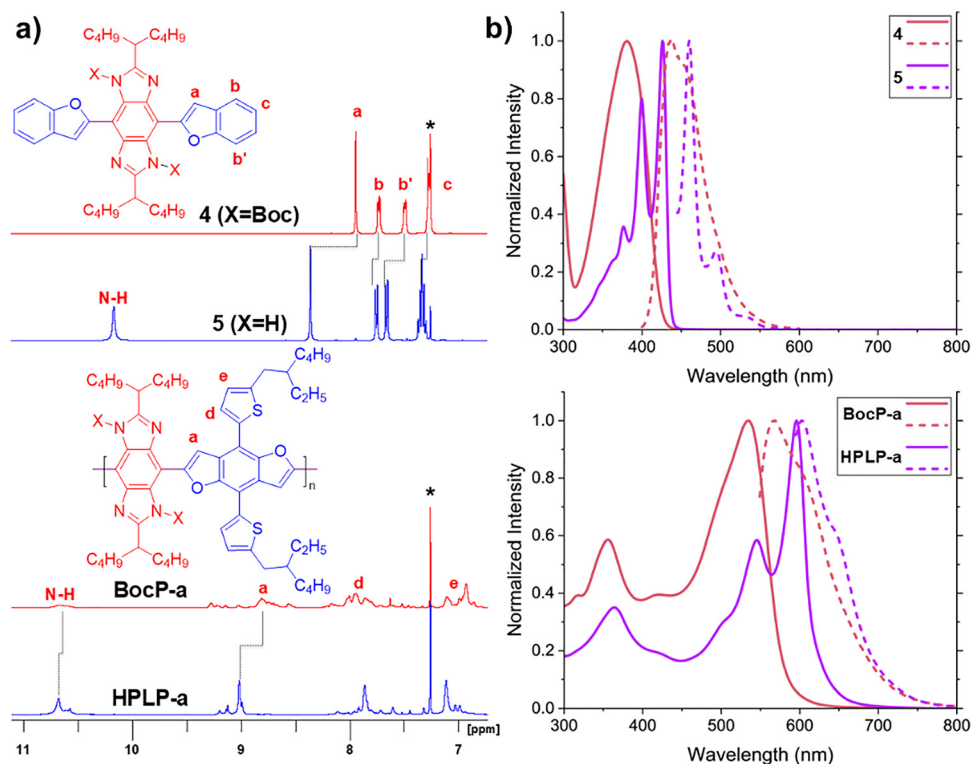 a)
C4H9 C4H9
X
N N
O a b
c
O
N N
X
b'
C4H9 C4H9
4 (X=Boc)
a
*
b b' c
N-H
5 (X=H)
C4H9
C4H9 C4H9
e
S
C2H5
X
d
N N
a
O
n
O
N N
X
S
C4H9 C4H9
C2H5
C4H9
BocP-a
*
N-H a d e
HPLP-a
[ppm]
11 10 9 8 7
b)
4
5
Normalized Intensity
1.0
0.8
0.6
0.4
0.2
0.0
300 400 500 600 700 800
Wavelength (nm)
BocP-a
HPLP-a
Normalized Intensity
1.0
0.8
0.6
0.4
0.2
0.0
300 400 500 600 700 800
Wavelength (nm)